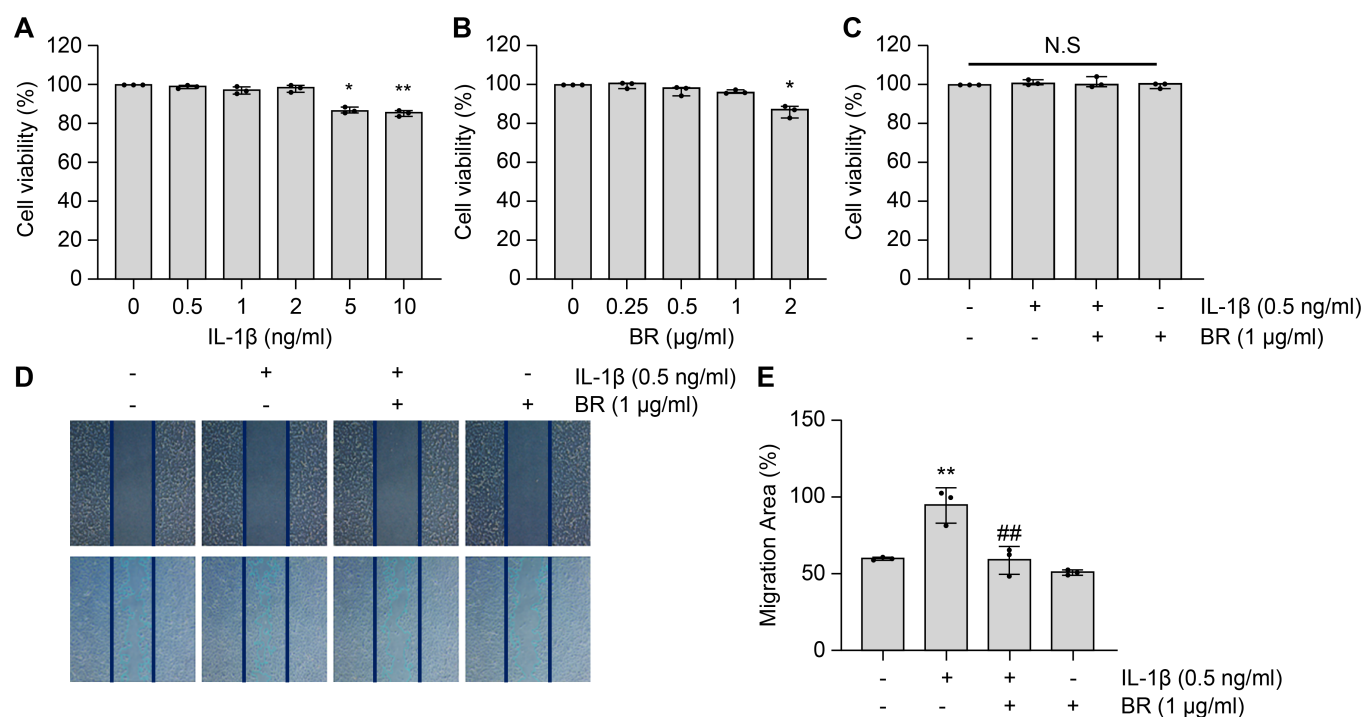 A
Cell viability (%)
120
100
80
60
40
20
0
* **
0 0.5 1 2 5 10
IL-1β (ng/ml)
B
Cell viability (%)
120
100
80
60
40
20
0
*
0 0.25 0.5 1 2
BR (μg/ml)
C
Cell viability (%)
120
100
80
60
40
20
0
N.S
- + + - IL-1β (0.5 ng/ml)
- - + + BR (1 μg/ml)
D
- + + - IL-1β (0.5 ng/ml)
- - + + BR (1 μg/ml)
E
Migration Area (%)
150
100
50
0
**
##
- + + - IL-1β (0.5 ng/ml)
- - + + BR (1 μg/ml)